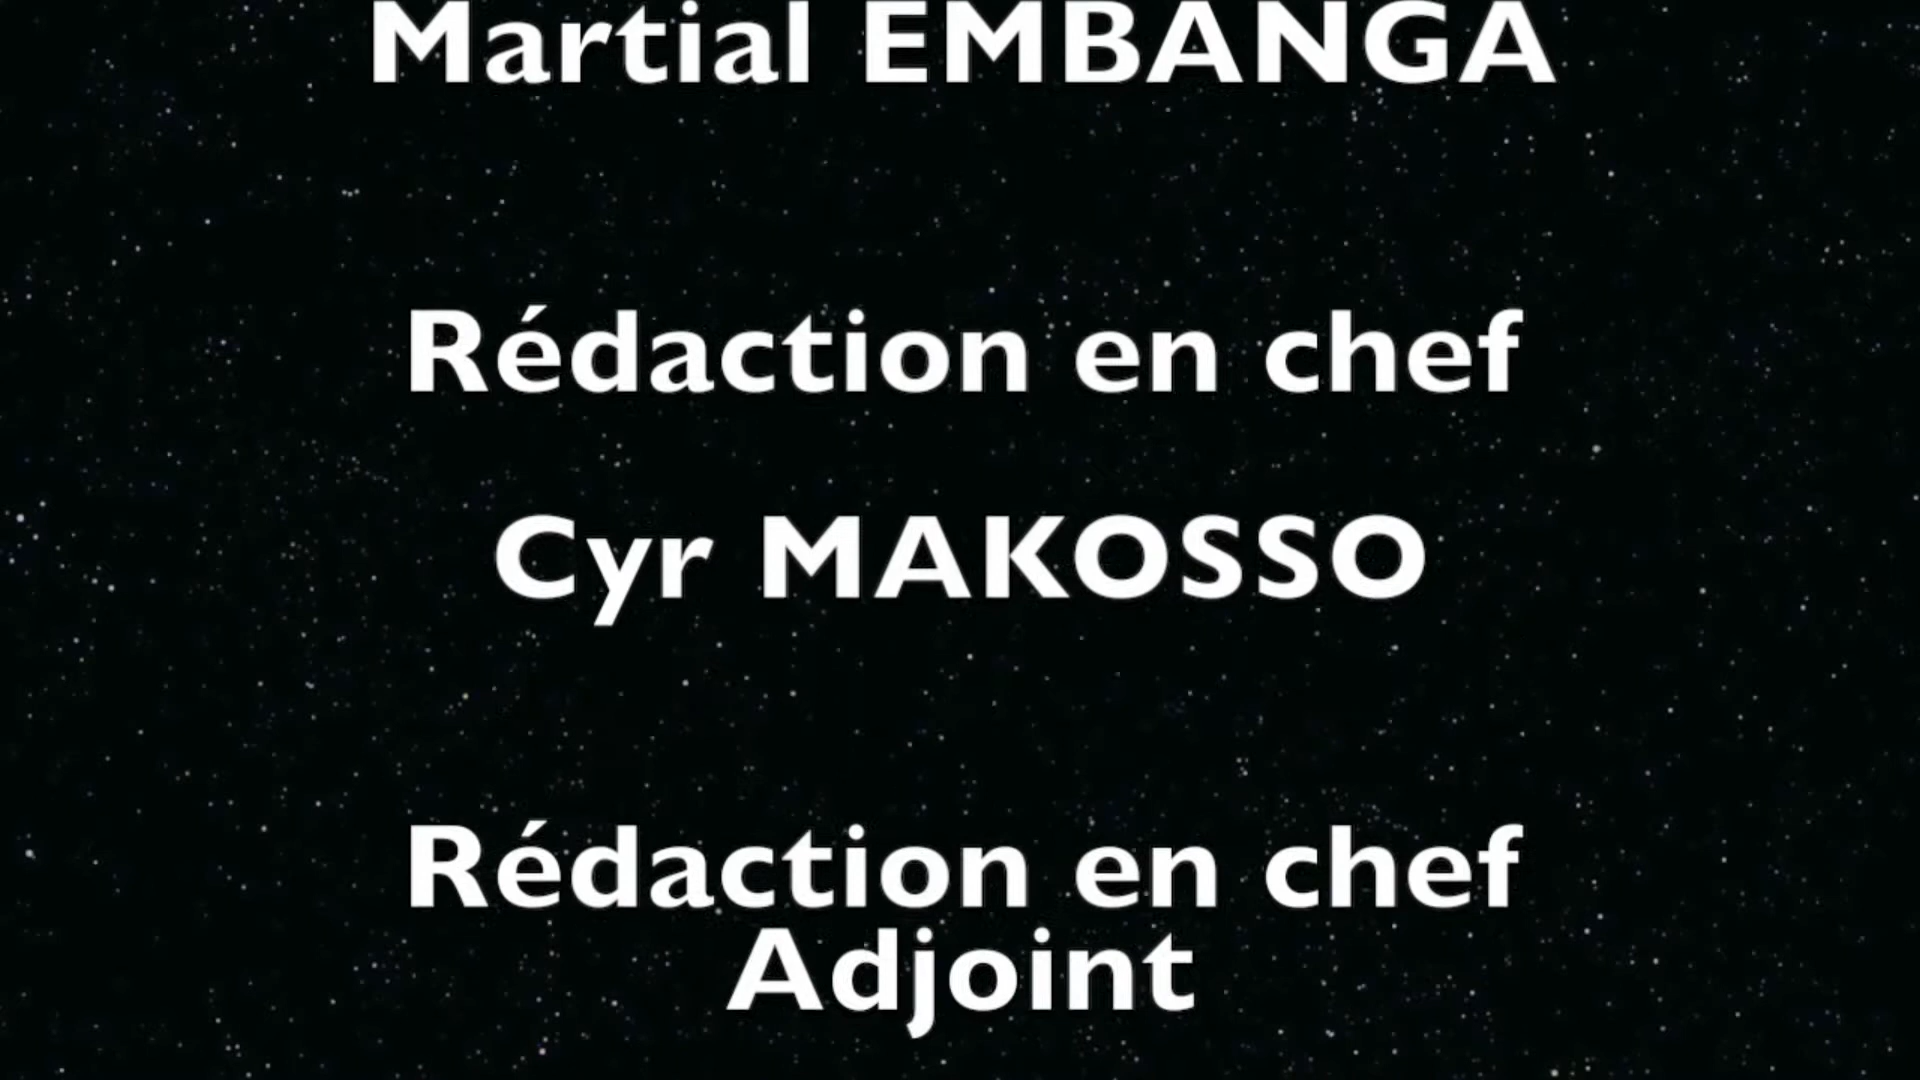 Martial EMBANGA
Rédaction en chef
Cyr MAKOSSO
Rédaction en chef
Adjoint